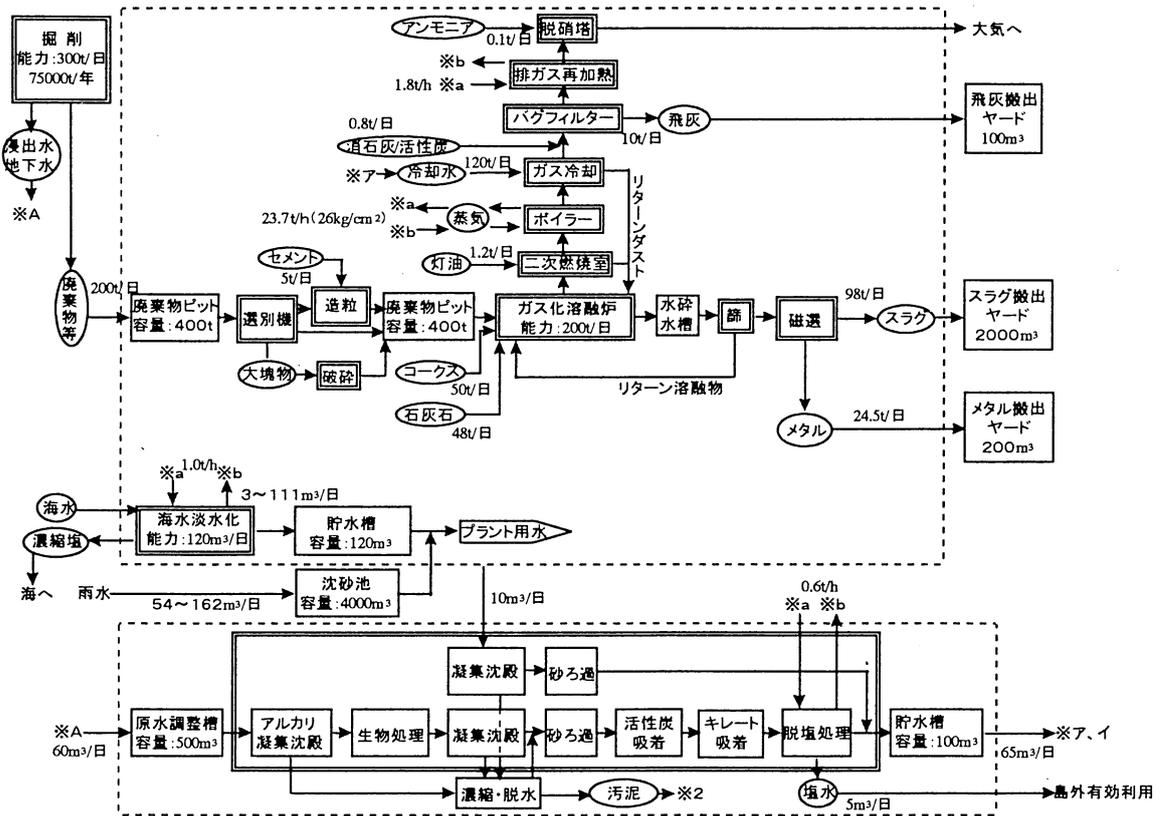 掘 削
能力:300t/日
75000t/年
浸出水
地下水
※A
廃棄物等
200t/日
廃棄物ピット
容量:400t
選別機
大塊物
破砕
セメント
5t/日
造粒
廃棄物ピット
容量:400t
コークス
50t/日
石灰石
48t/日
アンモニア
0.1t/日
脱硝塔
大気へ
※b
1.8t/h ※a
排ガス再加熱
バグフィルター
10t/日
飛灰
飛灰搬出
ヤード
100m³
0.8t/日
消石灰/活性炭
※ア
冷却水
120t/日
ガス冷却
リターンダスト
23.7t/h(26kg/cm²)
※a
※b
蒸気
ボイラー
灯油
1.2t/日
二次燃焼室
ガス化溶融炉
能力:200t/日
水砕
水槽
篩
磁選
98t/日
スラグ
スラグ搬出
ヤード
2000m³
リターン溶融物
メタル
24.5t/日
メタル搬出
ヤード
200m³
※a
1.0t/h
※b
3～111m³/日
海水
濃縮塩
海へ
海水淡水化
能力:120m³/日
貯水槽
容量:120m³
プラント用水
雨水
54～162m³/日
沈砂池
容量:4000m³
10m³/日
0.6t/h
※a ※b
凝集沈殿
砂ろ過
※A
60m³/日
原水調整槽
容量:500m³
アルカリ
凝集沈殿
生物処理
凝集沈殿
砂ろ過
活性炭
吸着
キレート
吸着
脱塩処理
貯水槽
容量:100m³
※ア、イ
65m³/日
濃縮・脱水
汚泥
※2
塩水
5m³/日
島外有効利用